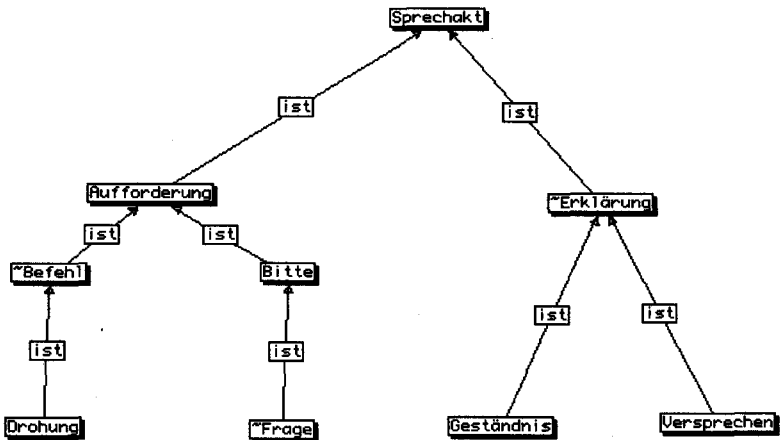 Sprechakt
ist
ist
Aufforderung
~Erklärung
ist
ist
~Befehl
Bitte
ist
ist
ist
ist
Drohung
~Frage
Geständnis
Versprechen